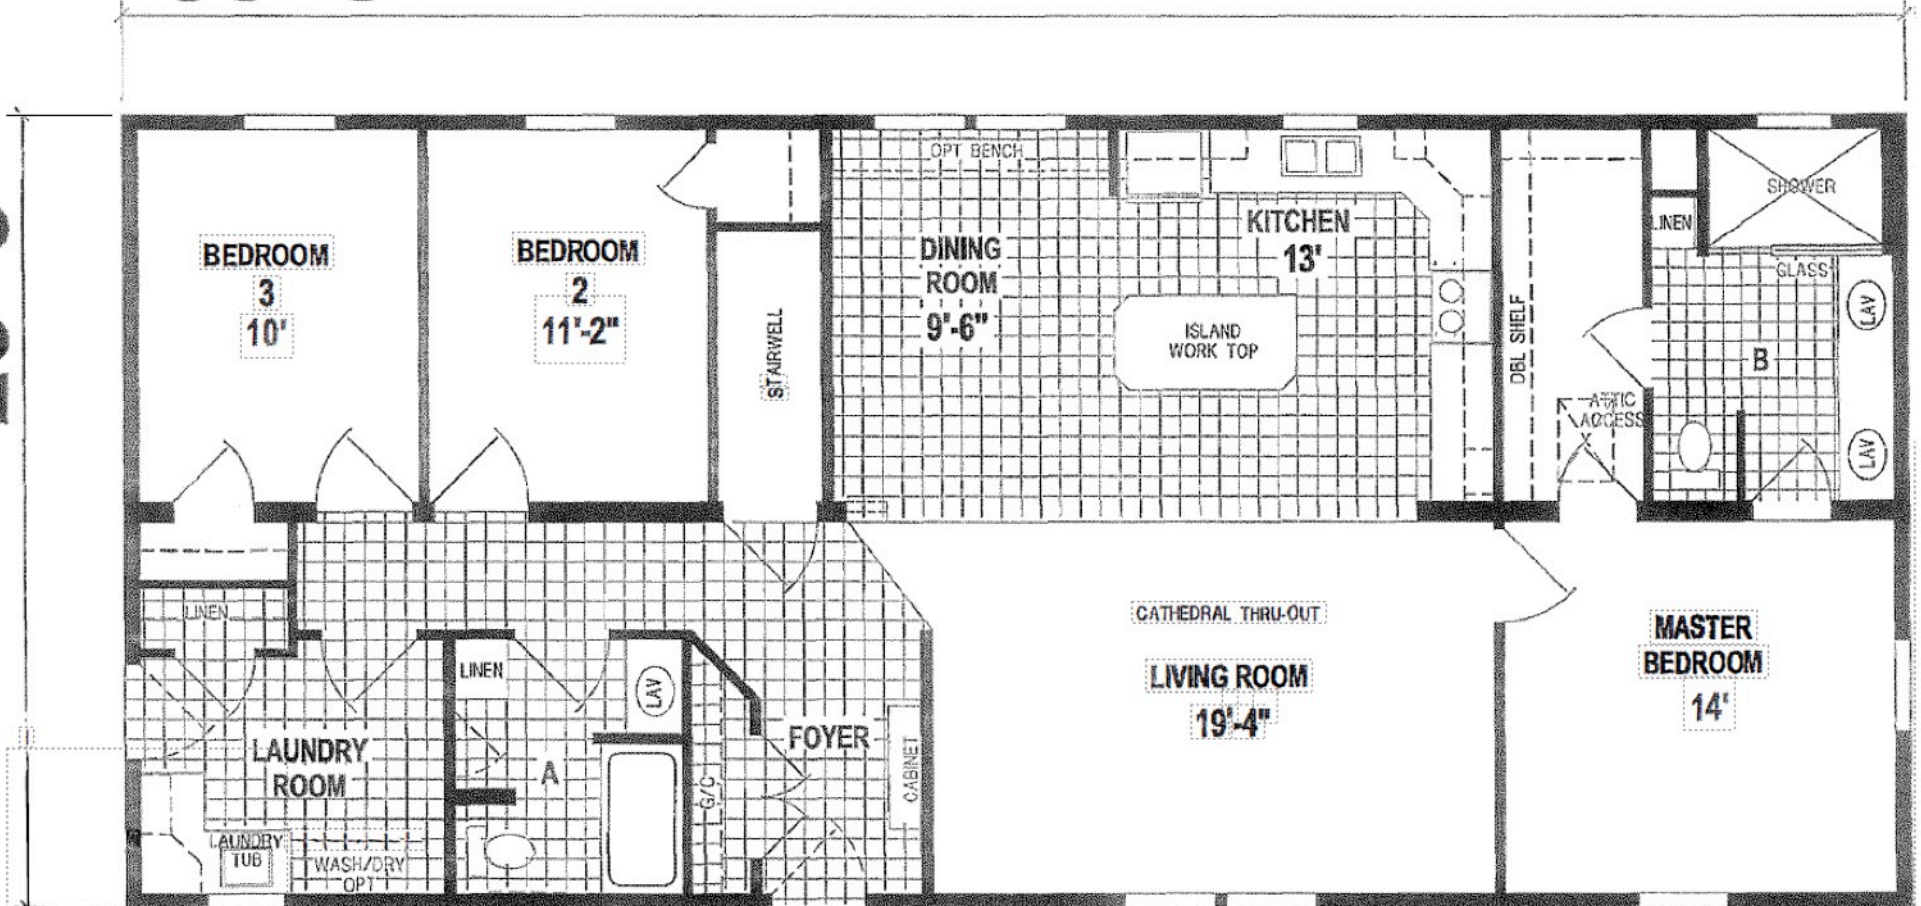 BEDROOM
3
10'
BEDROOM
2
11'-2"
STAIRWELL
OPT BENCH
DINING
ROOM
9'-6"
KITCHEN
13'
ISLAND
WORK TOP
DBL SHELF
ATTIC
ACCESS
LINEN
SHOWER
GLASS
LAV
B
LAV
LINEN
LAUNDRY
ROOM
LAUNDRY
TUB
WASH/DRY
OPT
LINEN
LAV
A
G/C
FOYER
CABINET
CATHEDRAL THRU-OUT
LIVING ROOM
19'-4"
MASTER
BEDROOM
14'